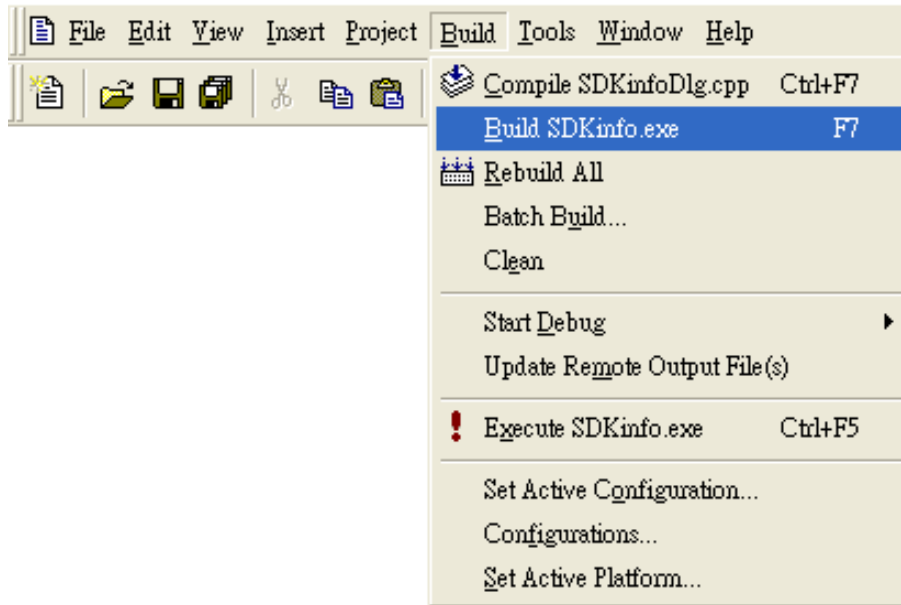 File Edit View Insert Project Build Tools Window Help
Compile SDKinfoDlg.cpp Ctrl+F7
Build SDKinfo.exe F7
Rebuild All
Batch Build...
Clean
Start Debug
Update Remote Output File(s)
Execute SDKinfo.exe Ctrl+F5
Set Active Configuration...
Configurations...
Set Active Platform...